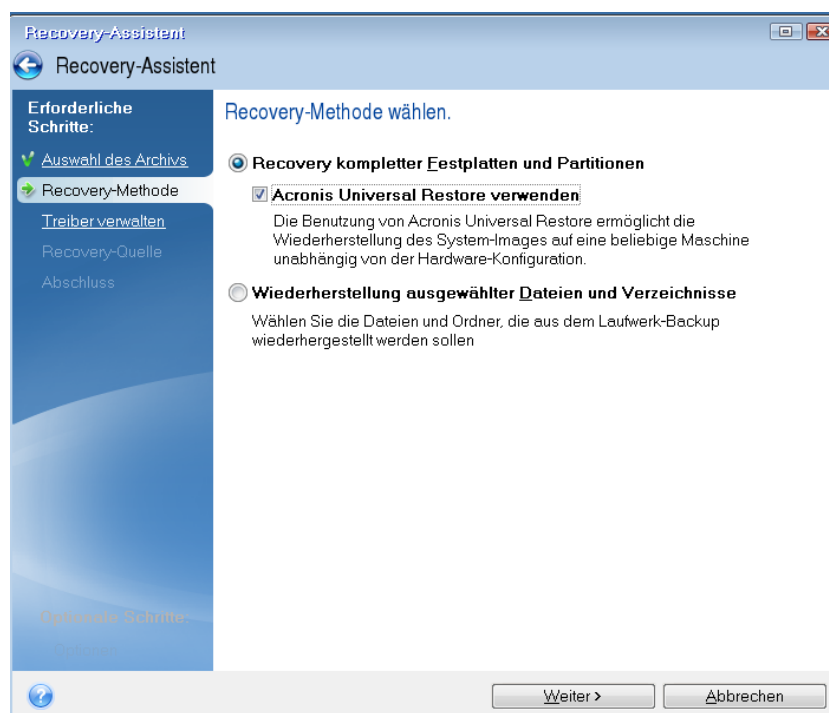 Recovery-Assistent
Recovery-Assistent
Erforderliche
Schritte:
Auswahl des Archivs
Recovery-Methode
Treiber verwalten
Recovery-Quelle
Abschluss
Optionale Schritte:
Recovery-Methode wählen.
Recovery kompletter Festplatten und Partitionen
Acronis Universal Restore verwenden
Die Benutzung von Acronis Universal Restore ermöglicht die
Wiederherstellung des System-Images auf eine beliebige Maschine
unabhängig von der Hardware-Konfiguration.
Wiederherstellung ausgewählter Dateien und Verzeichnisse
Wählen Sie die Dateien und Ordner, die aus dem Laufwerk-Backup
wiederhergestellt werden sollen
Weiter >
Abbrechen